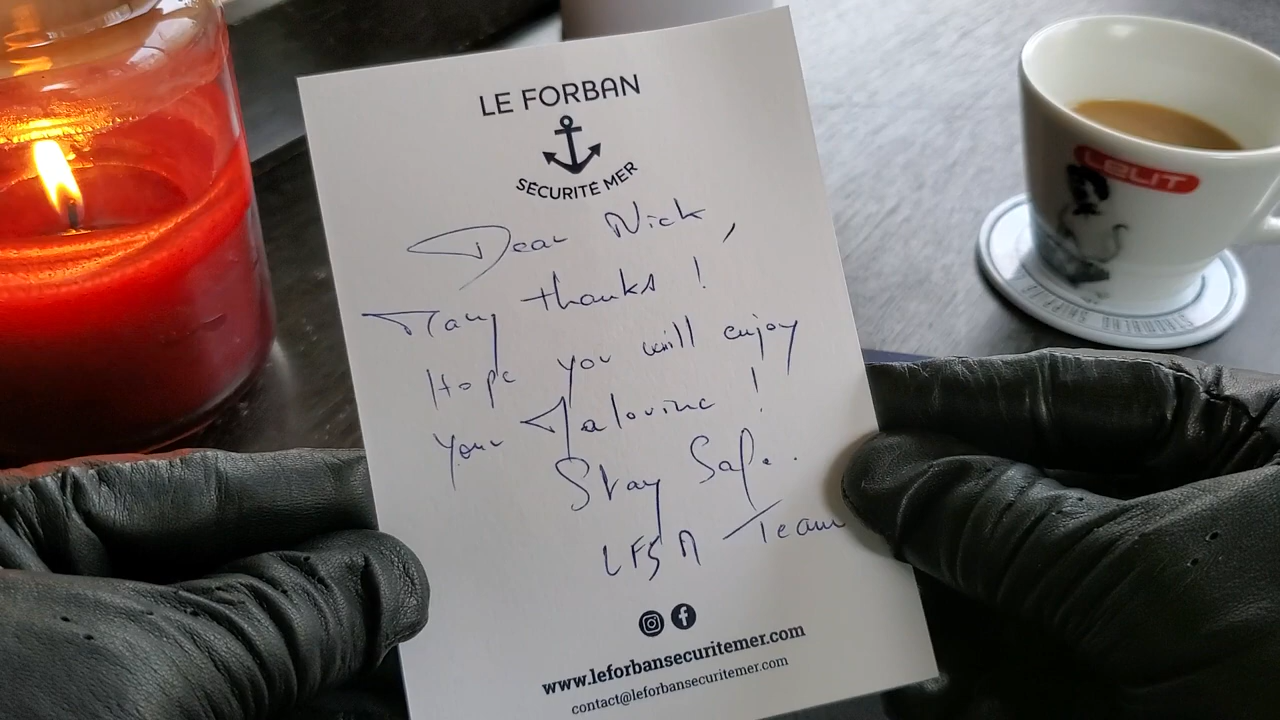 LE FORBAN
SECURITE MER
Dear Nick,
Many thanks !
Hope you will enjoy
your Malouine !
Stay Safe.
LFSM Team
www.leforbansecuritemer.com
contact@leforbansecuritemer.com
LELIT